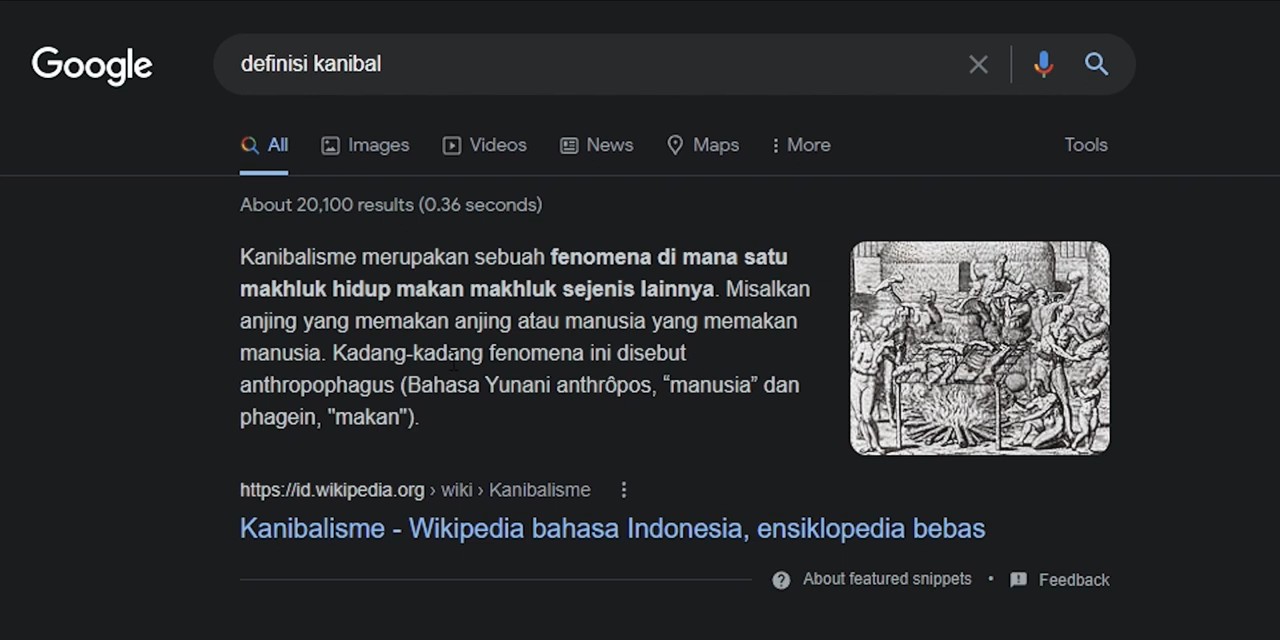 Google
definisi kanibal
All Images Videos News Maps More Tools
About 20,100 results (0.36 seconds)
Kanibalisme merupakan sebuah fenomena di mana satu
makhluk hidup makan makhluk sejenis lainnya. Misalkan
anjing yang memakan anjing atau manusia yang memakan
manusia. Kadang-kadang fenomena ini disebut
anthropophagus (Bahasa Yunani anthrôpos, “manusia” dan
phagein, "makan").
https://id.wikipedia.org › wiki › Kanibalisme
Kanibalisme - Wikipedia bahasa Indonesia, ensiklopedia bebas
About featured snippets • Feedback